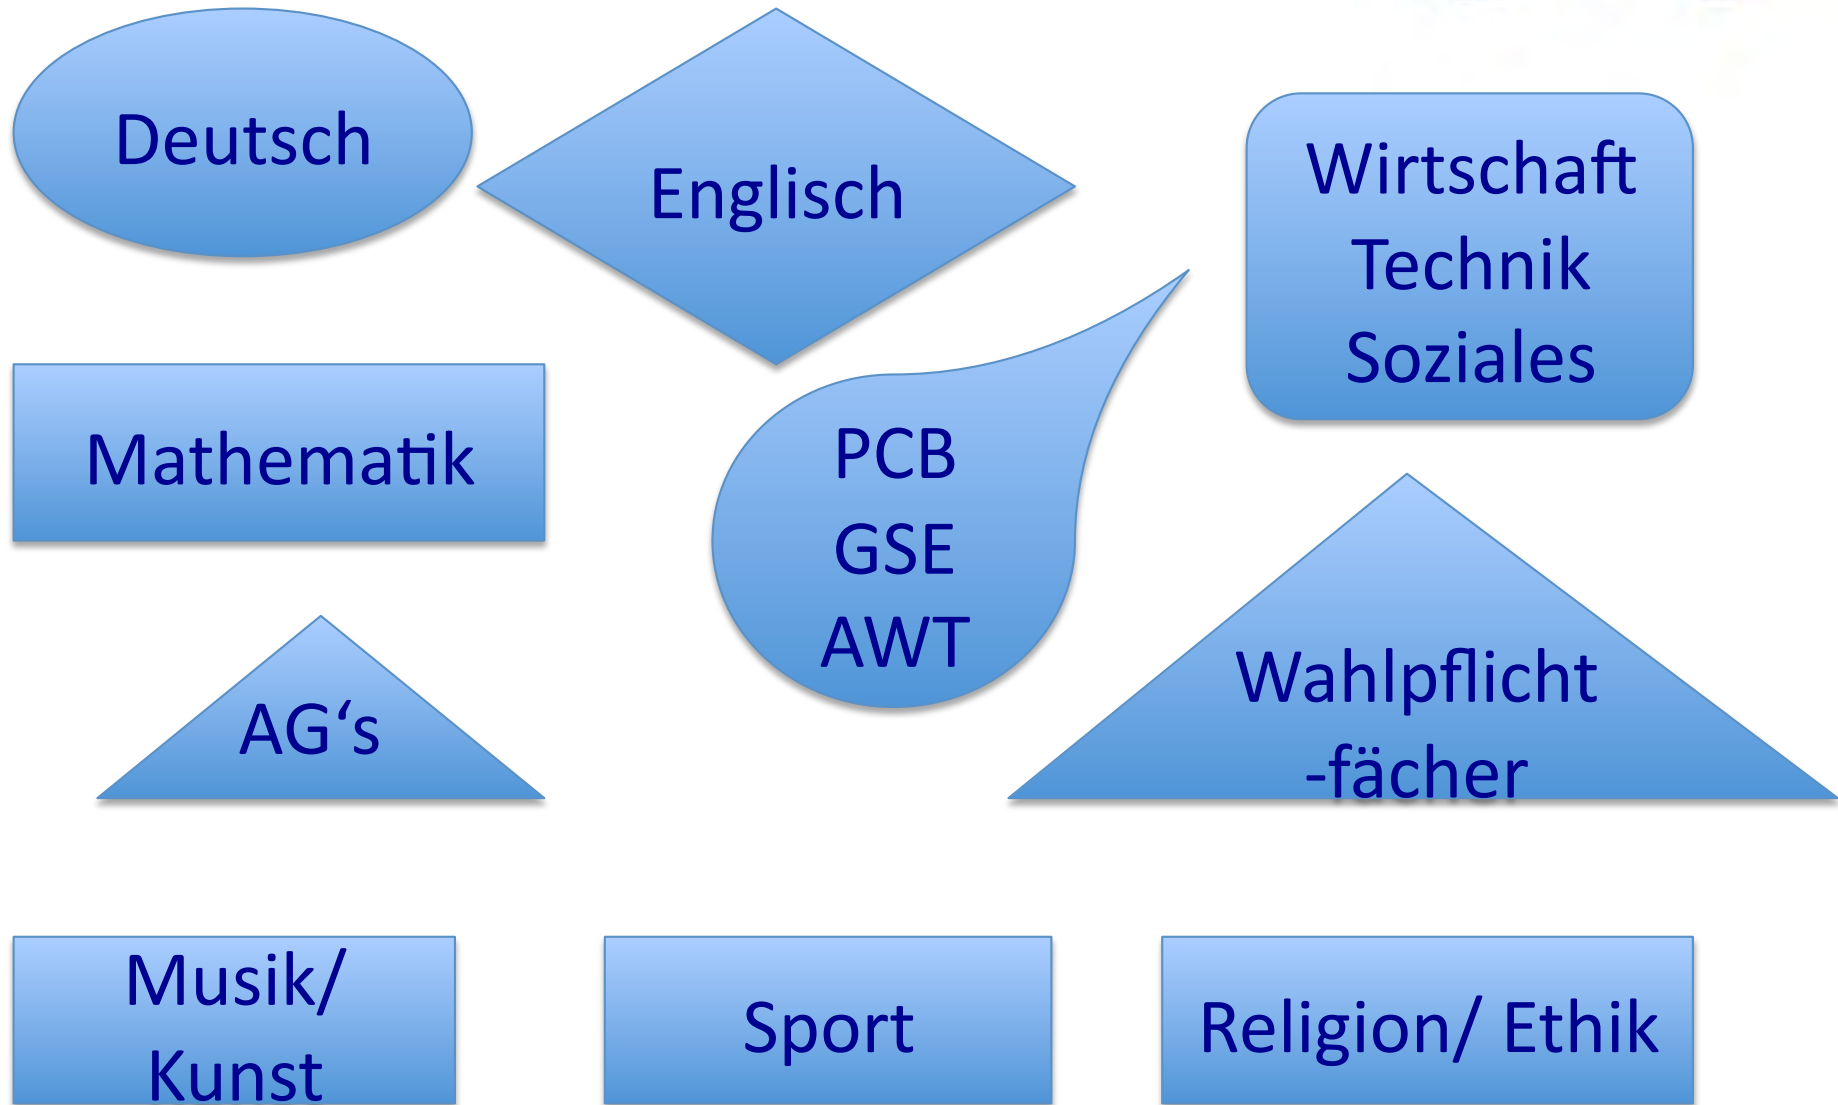 Deutsch
Englisch
Wirtschaft
Technik
Soziales
Mathematik
PCB
GSE
AWT
AG‘s
Wahlpflicht
-fächer
Musik/
Kunst
Sport
Religion/ Ethik